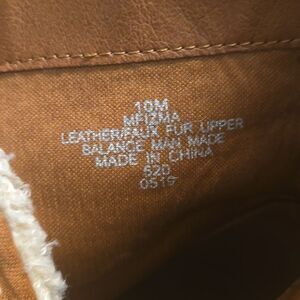 10M
MFIZMA
LEATHER/FAUX FUR UPPER
BALANCE MAN MADE
MADE IN CHINA
520
0515